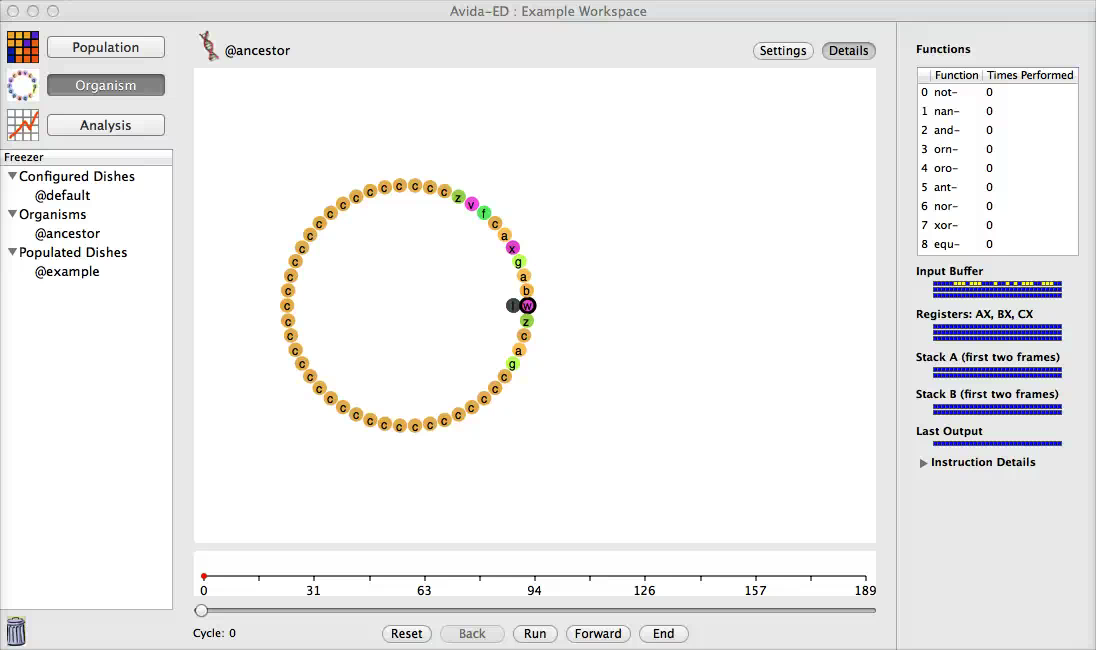 Avida-ED : Example Workspace
Population
Organism
Analysis
Freezer
Configured Dishes
@default
Organisms
@ancestor
Populated Dishes
@example
@ancestor
Settings
Details
c c c c c c c c c z v f c a x g a b w z c a g c c c c c c c c c c c c c c c c c c c c c c c c c c c
0 31 63 94 126 157 189
Cycle: 0
Reset
Back
Run
Forward
End
Functions
Function Times Performed
0 not- 0
1 nan- 0
2 and- 0
3 orn- 0
4 oro- 0
5 ant- 0
6 nor- 0
7 xor- 0
8 equ- 0
Input Buffer
Registers: AX, BX, CX
Stack A (first two frames)
Stack B (first two frames)
Last Output
Instruction Details